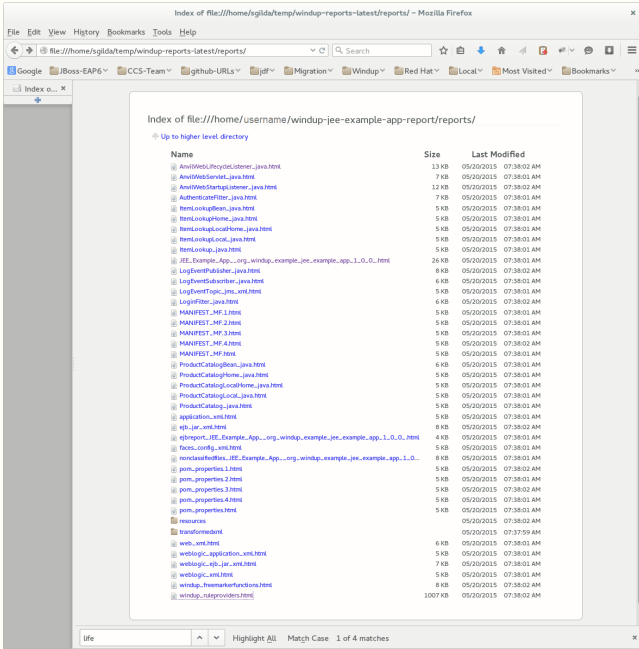 Index of file:///home/sgilda/temp/windup-reports-latest/reports/ – Mozilla Firefox
File Edit View History Bookmarks Tools Help
file:///home/sgilda/temp/windup-reports-latest/reports/ Search
Google JBoss-EAP6 CCS-Team github-URLs jdf Migration Windup Red Hat Local Most Visited Bookmarks
Index o...
Index of file:///home/username/windup-jee-example-app-report/reports/
Up to higher level directory
Name Size Last Modified
AnvilWebLifecycleListener_java.html 13 KB 05/20/2015 07:38:02 AM
AnvilWebServlet_java.html 7 KB 05/20/2015 07:38:01 AM
AnvilWebStartupListener_java.html 12 KB 05/20/2015 07:38:02 AM
AuthenticateFilter_java.html 7 KB 05/20/2015 07:38:01 AM
ItemLookupBean_java.html 5 KB 05/20/2015 07:38:01 AM
ItemLookupHome_java.html 5 KB 05/20/2015 07:38:01 AM
ItemLookupLocalHome_java.html 5 KB 05/20/2015 07:38:01 AM
ItemLookupLocal_java.html 5 KB 05/20/2015 07:38:01 AM
ItemLookup_java.html 5 KB 05/20/2015 07:38:01 AM
JEE_Example_App__org_windup_example_jee_example_app_1_0_0_.html 26 KB 05/20/2015 07:38:01 AM
LogEventPublisher_java.html 8 KB 05/20/2015 07:38:02 AM
LogEventSubscriber_java.html 6 KB 05/20/2015 07:38:01 AM
LogEventTopic_jms_xml.html 5 KB 05/20/2015 07:38:01 AM
LoginFilter_java.html 6 KB 05/20/2015 07:38:02 AM
MANIFEST_MF.1.html 5 KB 05/20/2015 07:38:01 AM
MANIFEST_MF.2.html 5 KB 05/20/2015 07:38:01 AM
MANIFEST_MF.3.html 5 KB 05/20/2015 07:38:01 AM
MANIFEST_MF.4.html 5 KB 05/20/2015 07:38:02 AM
MANIFEST_MF.html 5 KB 05/20/2015 07:38:01 AM
ProductCatalogBean_java.html 6 KB 05/20/2015 07:38:01 AM
ProductCatalogHome_java.html 5 KB 05/20/2015 07:38:01 AM
ProductCatalogLocalHome_java.html 5 KB 05/20/2015 07:38:01 AM
ProductCatalogLocal_java.html 5 KB 05/20/2015 07:38:01 AM
ProductCatalog_java.html 5 KB 05/20/2015 07:38:01 AM
application_xml.html 5 KB 05/20/2015 07:38:01 AM
ejb_jar_xml.html 8 KB 05/20/2015 07:38:02 AM
ejbreport_JEE_Example_App__org_windup_example_jee_example_app_1_0_0_.html 4 KB 05/20/2015 07:38:01 AM
faces_config_xml.html 5 KB 05/20/2015 07:38:01 AM
nonclassifiedfiles_JEE_Example_App__org_windup_example_jee_example_app_1_0... 8 KB 05/20/2015 07:38:01 AM
pom_properties.1.html 5 KB 05/20/2015 07:38:02 AM
pom_properties.2.html 5 KB 05/20/2015 07:38:01 AM
pom_properties.3.html 5 KB 05/20/2015 07:38:02 AM
pom_properties.4.html 5 KB 05/20/2015 07:38:01 AM
pom_properties.html 5 KB 05/20/2015 07:38:01 AM
resources 05/20/2015 07:38:02 AM
transformedxml 05/20/2015 07:37:59 AM
web_xml.html 6 KB 05/20/2015 07:38:01 AM
weblogic_application_xml.html 5 KB 05/20/2015 07:38:01 AM
weblogic_ejb_jar_xml.html 7 KB 05/20/2015 07:38:01 AM
weblogic_xml.html 5 KB 05/20/2015 07:38:01 AM
windup_freemarkerfunctions.html 8 KB 05/20/2015 07:38:02 AM
windup_ruleproviders.html 1007 KB 05/20/2015 07:38:02 AM
life Highlight All Match Case 1 of 4 matches